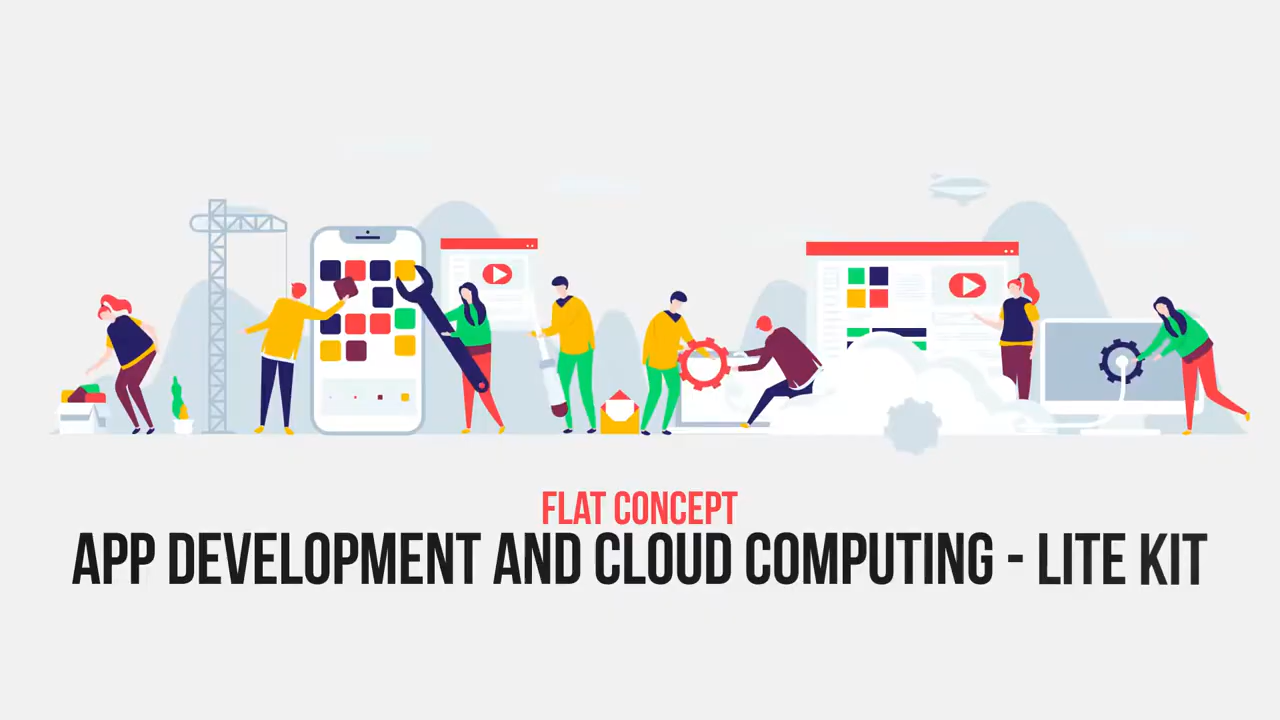 FLAT CONCEPT
APP DEVELOPMENT AND CLOUD COMPUTING - LITE KIT